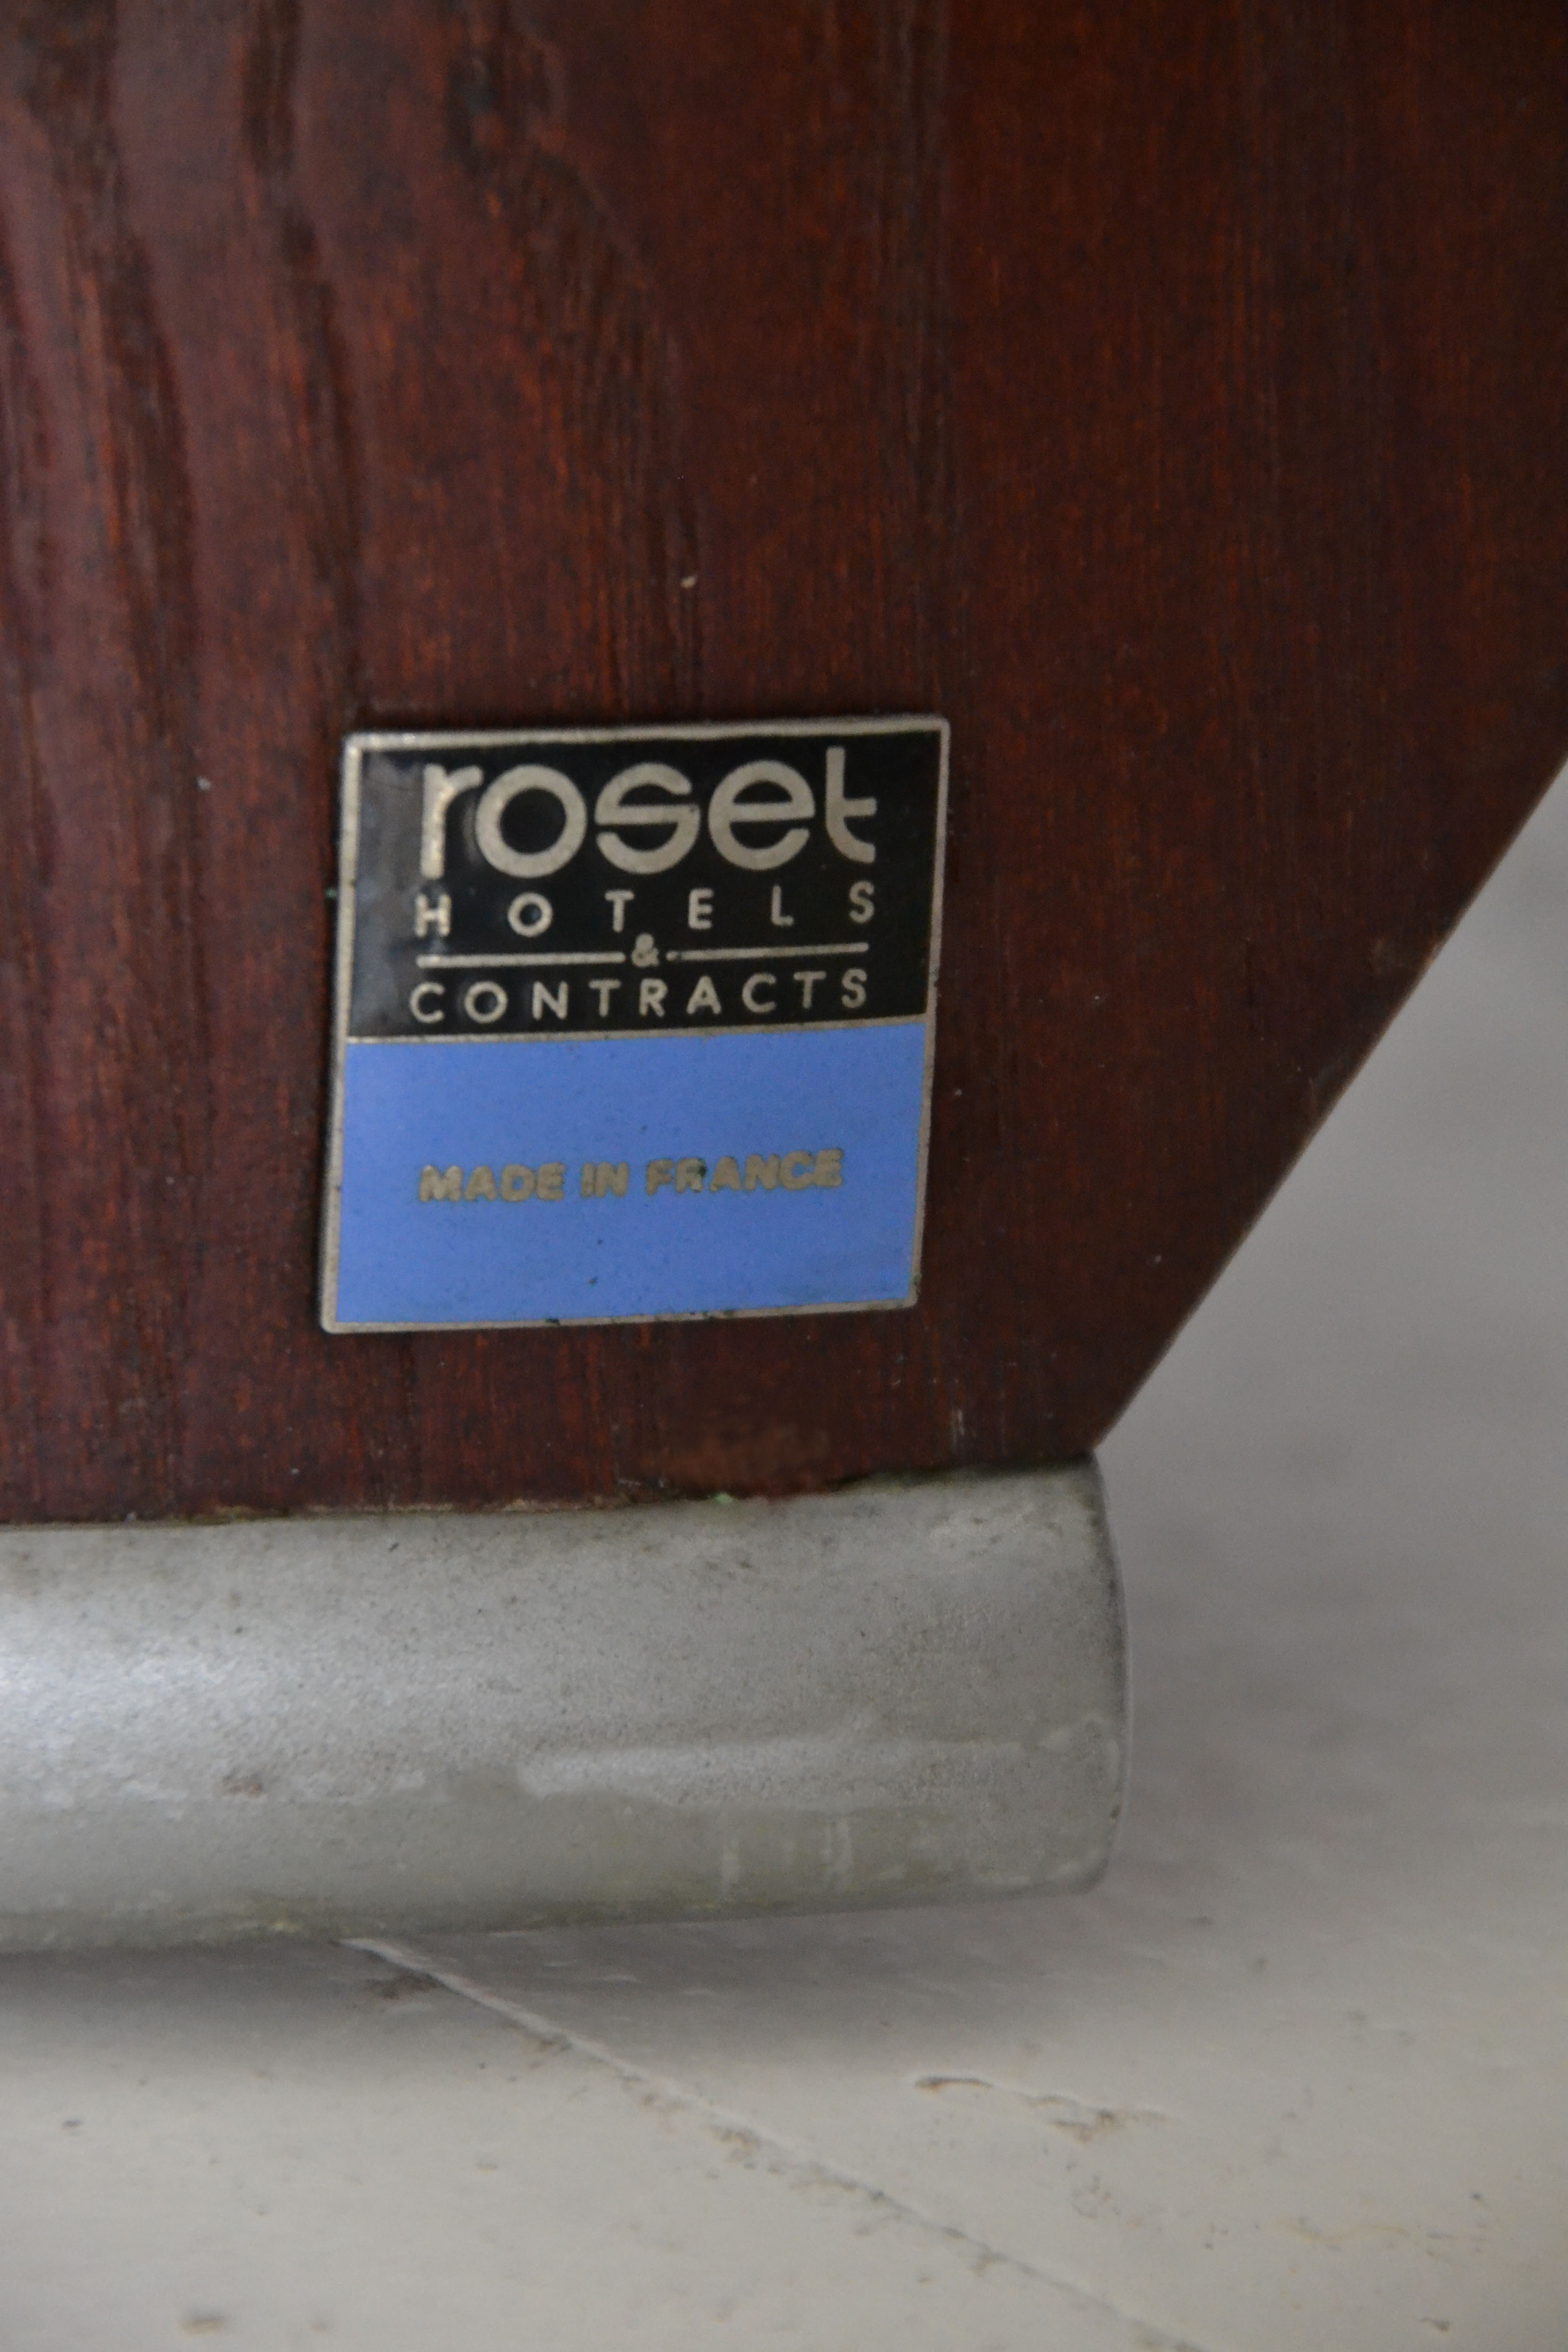 roset
HOTELS
&
CONTRACTS
MADE IN FRANCE